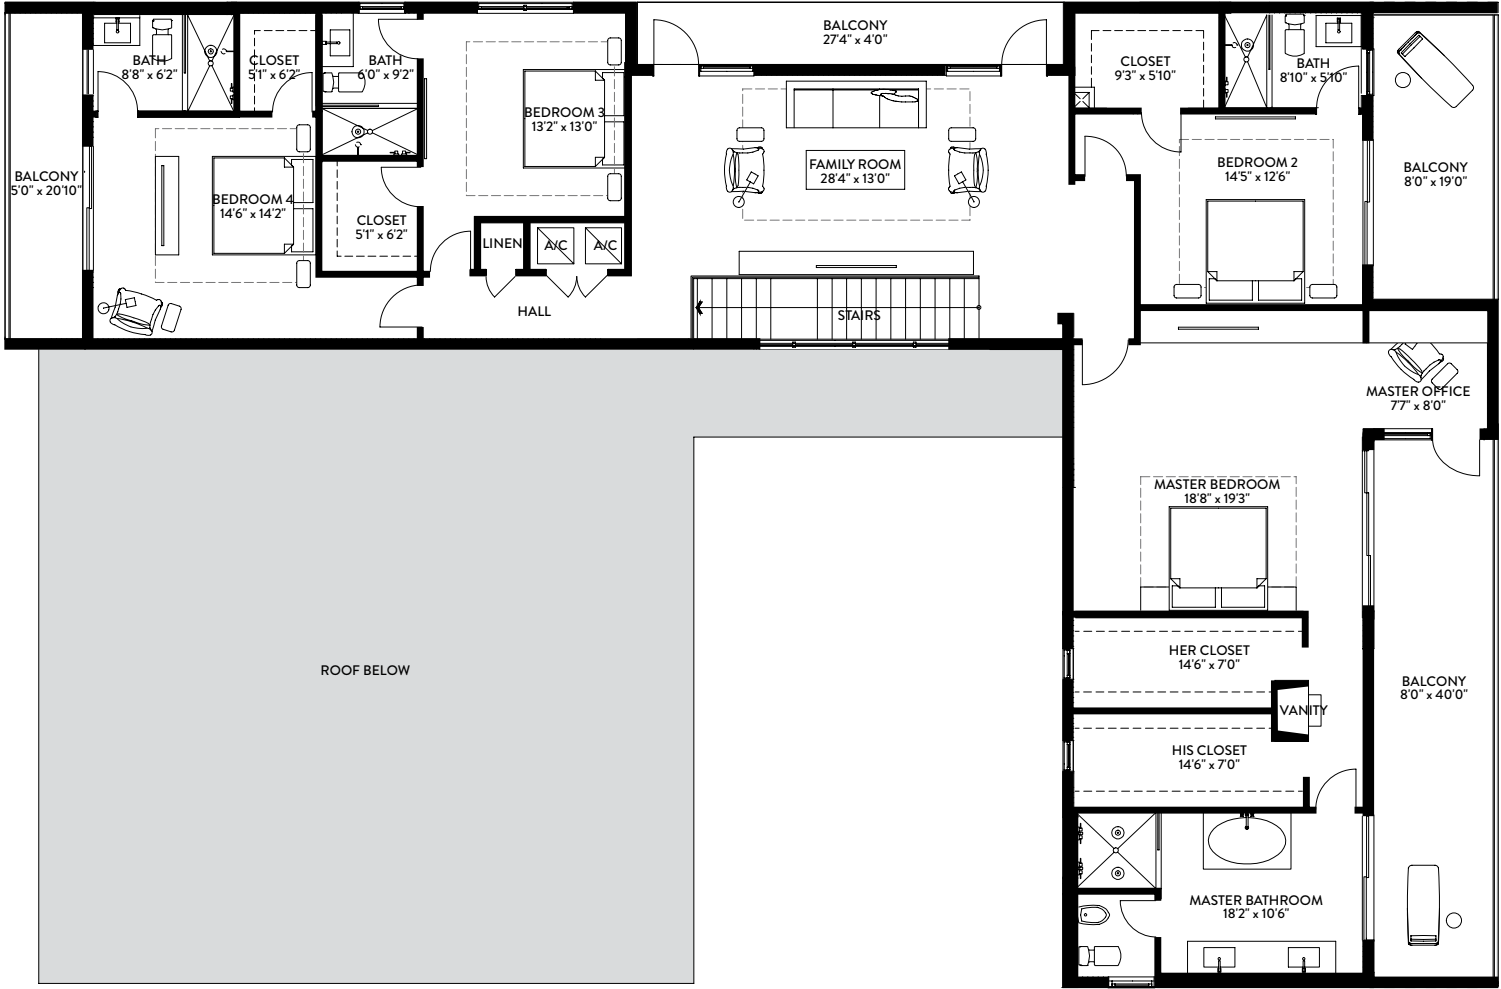 BALCONY
27'4" x 4'0"
BATH
8'8" x 6'2"
CLOSET
5'1" x 6'2"
BATH
6'0" x 9'2"
BEDROOM 3
13'2" x 13'0"
CLOSET
9'3" x 5'10"
BATH
8'10" x 5'10"
BALCONY
5'0" x 20'10"
BEDROOM 4
14'6" x 14'2"
CLOSET
5'1" x 6'2"
LINEN
A/C
A/C
HALL
FAMILY ROOM
28'4" x 13'0"
STAIRS
BEDROOM 2
14'5" x 12'6"
BALCONY
8'0" x 19'0"
MASTER OFFICE
7'7" x 8'0"
MASTER BEDROOM
18'8" x 19'3"
ROOF BELOW
HER CLOSET
14'6" x 7'0"
VANITY
HIS CLOSET
14'6" x 7'0"
BALCONY
8'0" x 40'0"
MASTER BATHROOM
18'2" x 10'6"